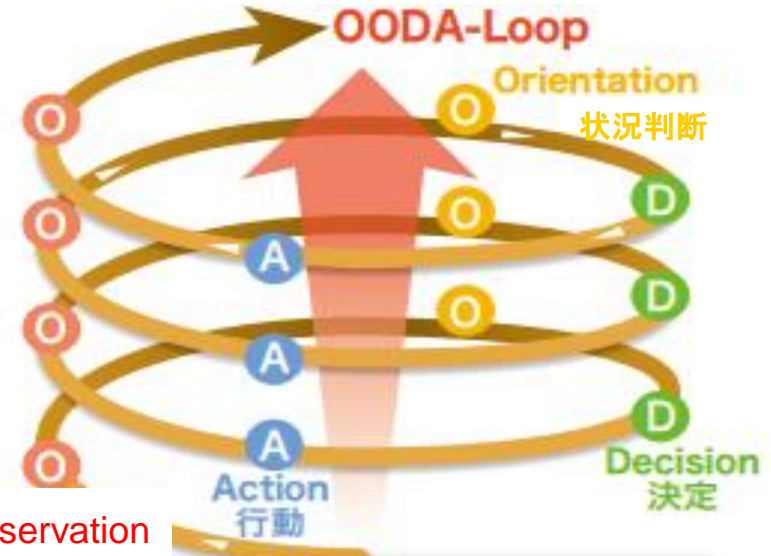 OODA-Loop
Orientation
状況判断
O
O
D
O
O
A
D
O
O
A
D
A
O
Decision
決定
Action
行動
servation